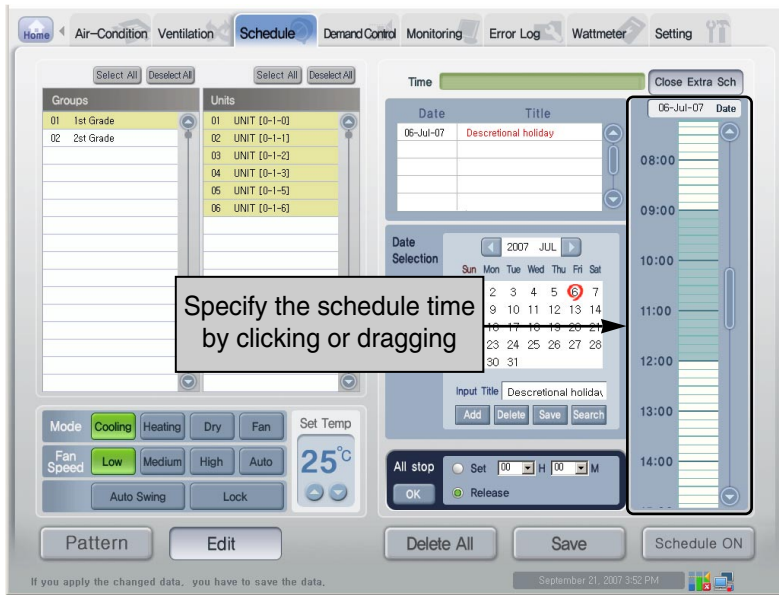 Home Air-Condition Ventilation Schedule Demand Control Monitoring Error Log Wattmeter Setting
Select All Deselect All Select All Deselect All
Groups Units
01 1st Grade
02 2st Grade
01 UNIT [0-1-0]
02 UNIT [0-1-1]
03 UNIT [0-1-2]
04 UNIT [0-1-3]
05 UNIT [0-1-5]
06 UNIT [0-1-6]
Time Close Extra Sch
Date Title
06-Jul-07 Descretional holiday
06-Jul-07 Date
08:00
09:00
10:00
11:00
12:00
13:00
14:00
Date
Selection
2007 JUL
Sun Mon Tue Wed Thu Fri Sat
2 3 4 5 6 7
9 10 11 12 13 14
16 17 18 19 20 21
23 24 25 26 27 28
30 31
Specify the schedule time
by clicking or dragging
Input Title Descretional holiday
Add Delete Save Search
Mode Cooling Heating Dry Fan
Fan
Speed Low Medium High Auto
Auto Swing Lock
Set Temp
25°C
All stop Set 00 H 00 M
OK Release
Pattern Edit Delete All Save Schedule ON
If you apply the changed data, you have to save the data.
September 21, 2007 3:52 PM